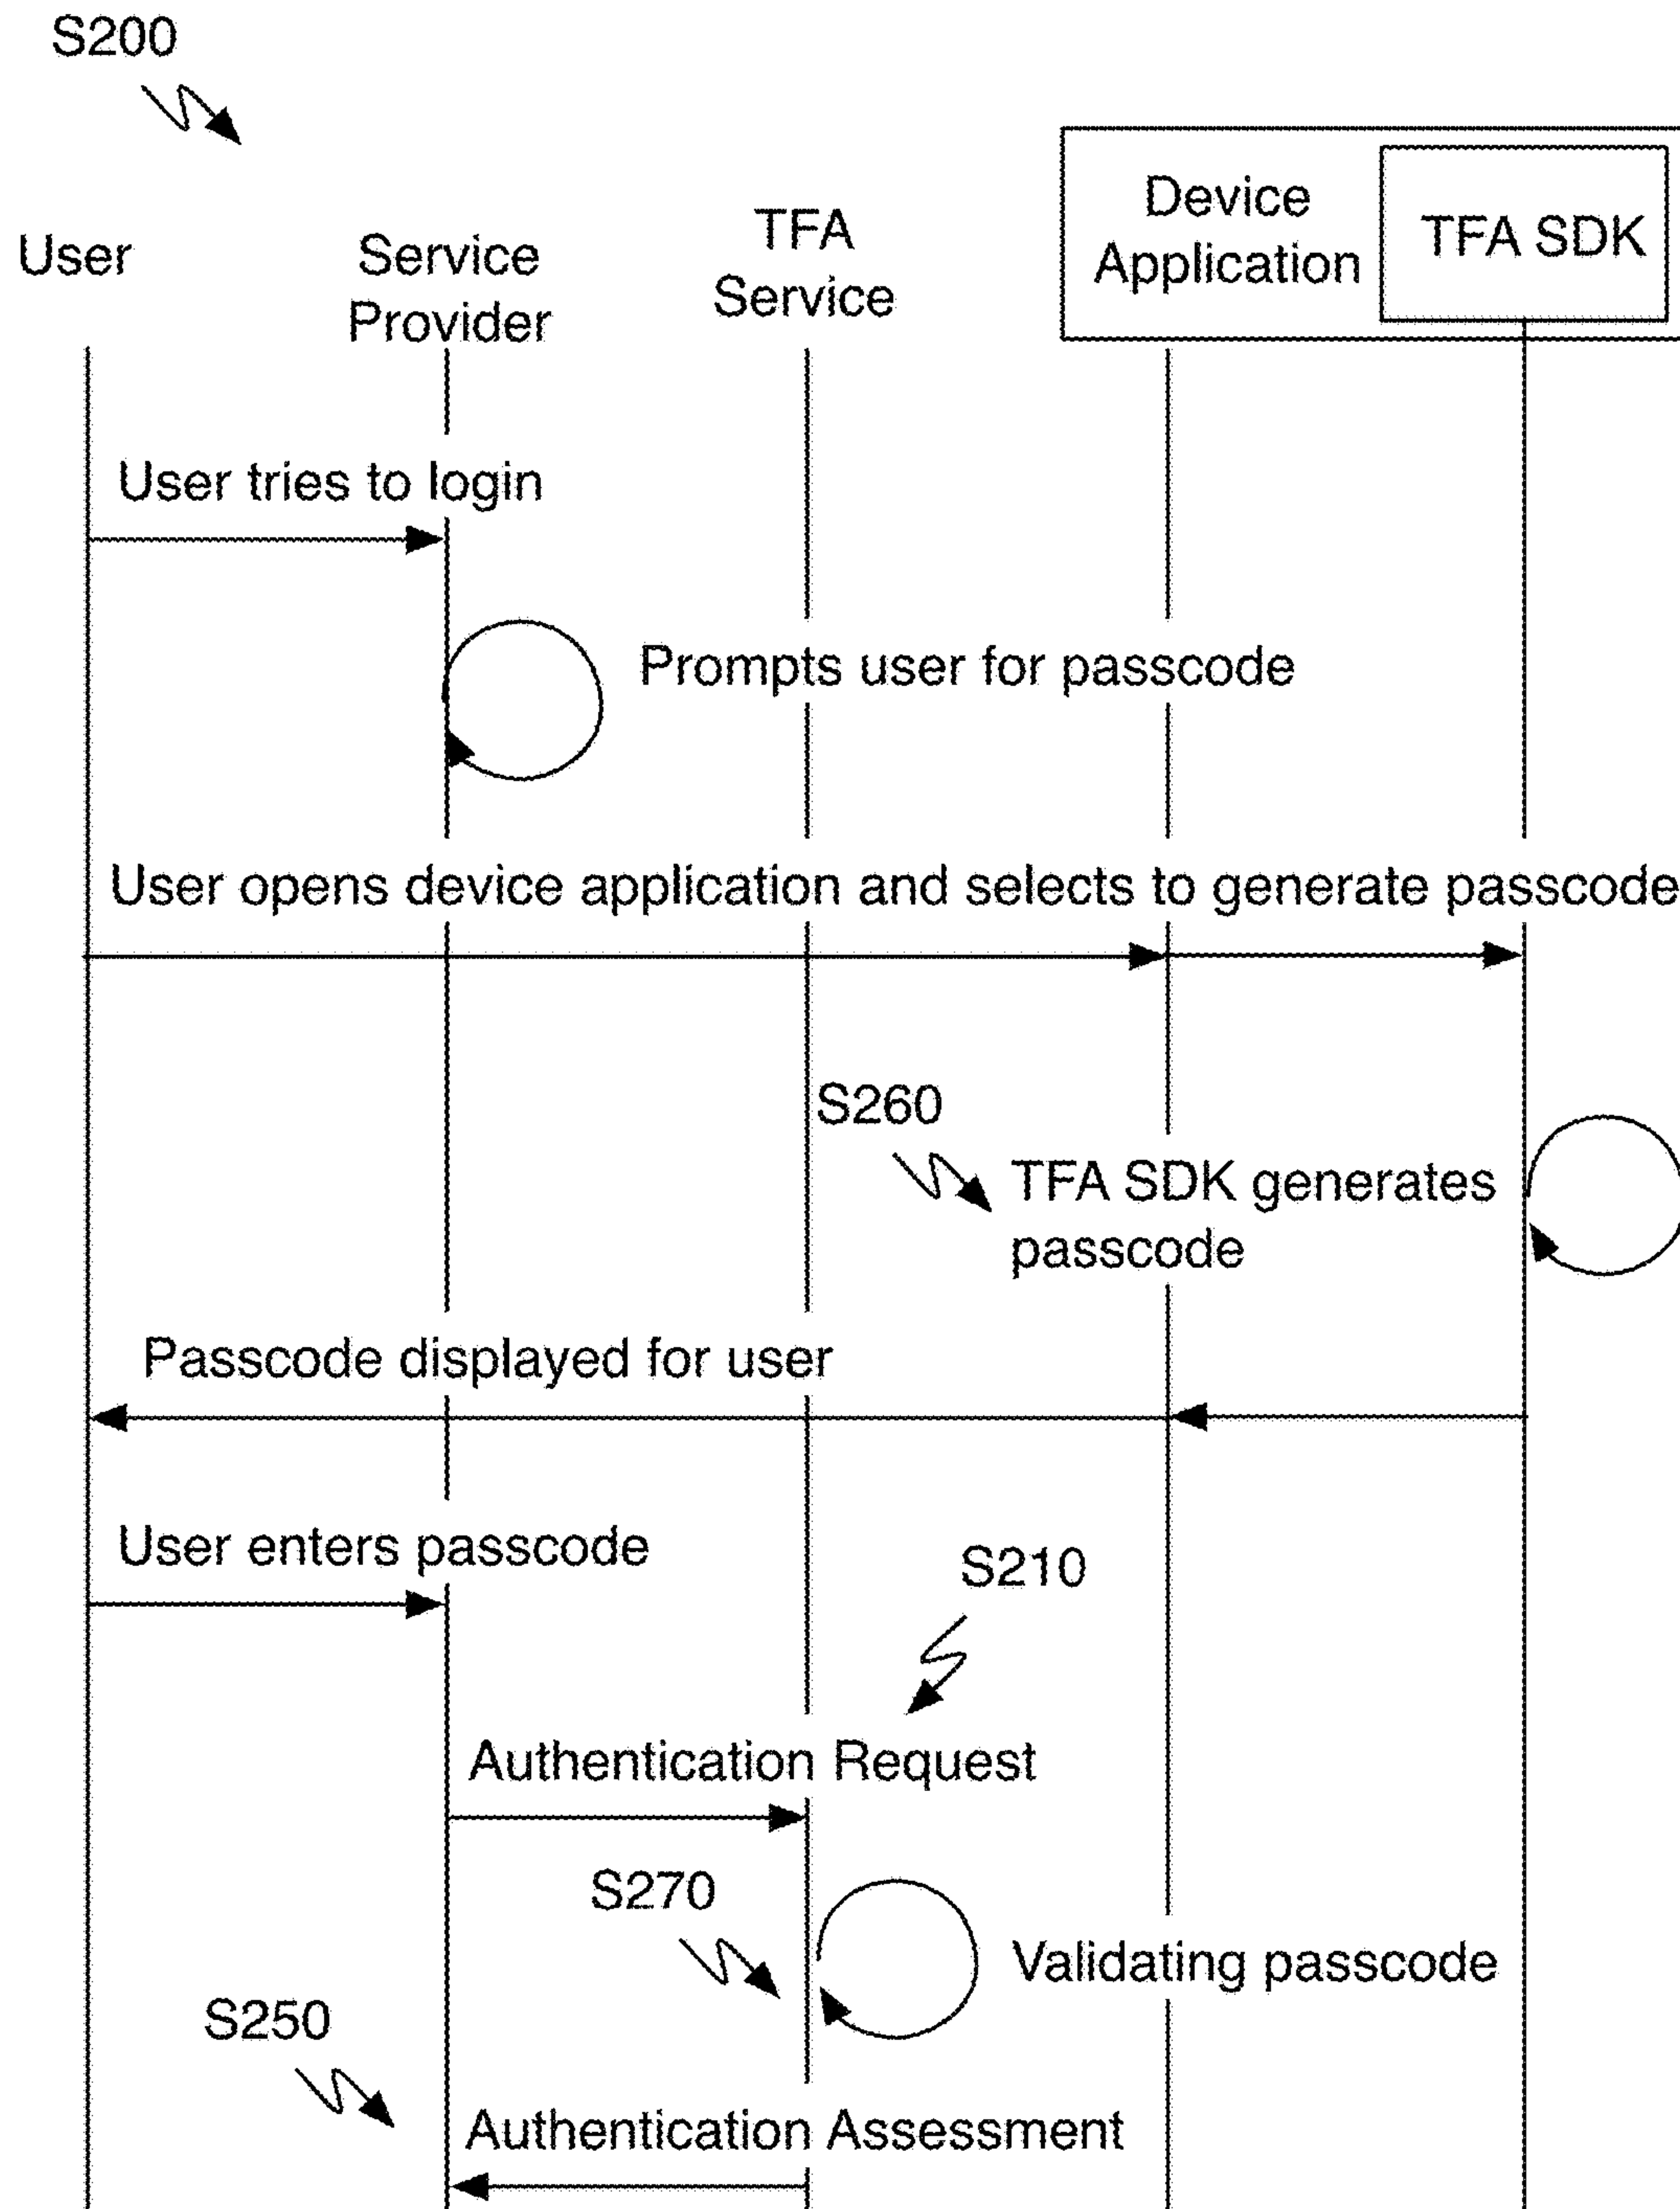 S200
User
Service
Provider
TFA
Service
Device
Application
TFA SDK
User tries to login
Prompts user for passcode
User opens device application and selects to generate passcode
S260
TFA SDK generates
passcode
Passcode displayed for user
User enters passcode
S210
Authentication Request
S270
Validating passcode
S250
Authentication Assessment